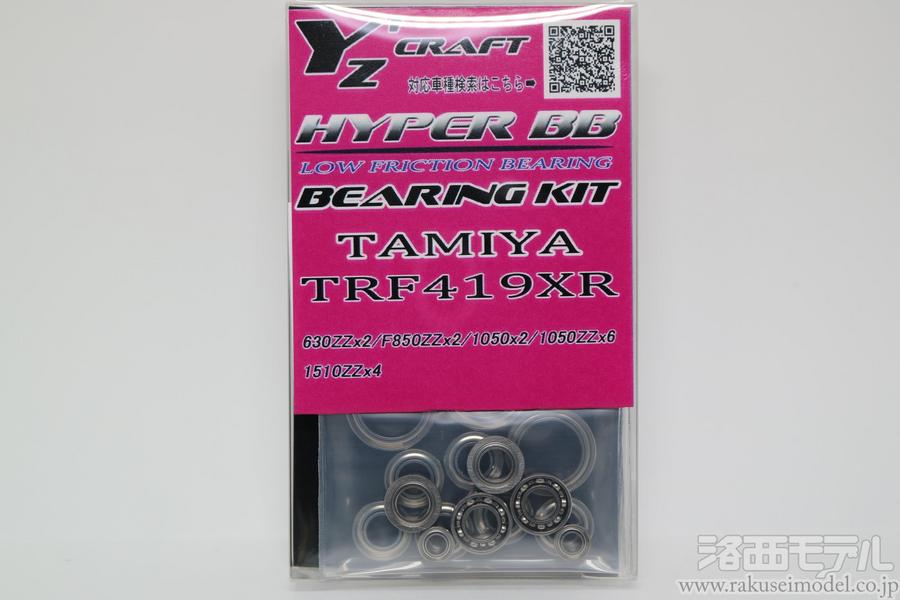 Yz'CRAFT
対応車種検索はこちら➡
HYPER BB
LOW FRICTION BEARING
BEARING KIT
TAMIYA
TRF419XR
630ZZx2/F850ZZx2/1050x2/1050ZZx6
1510ZZx4
洛西モデル
www.rakuseimodel.co.jp